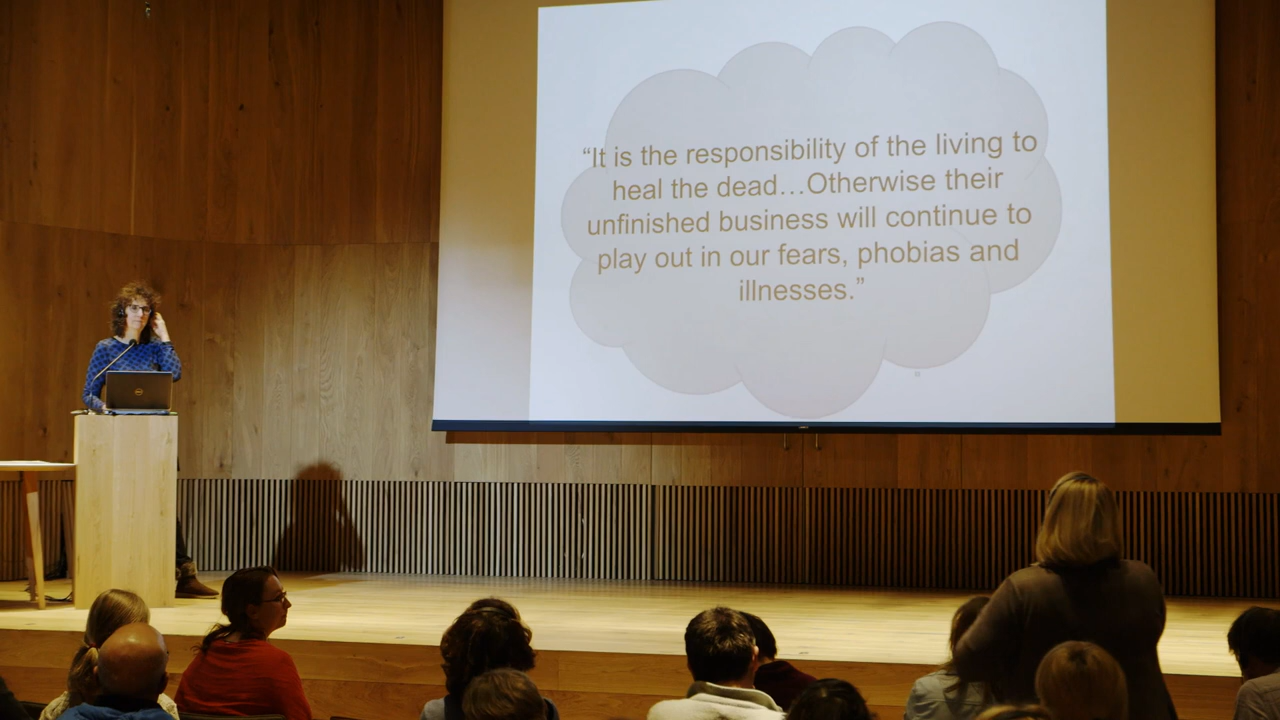 “It is the responsibility of the living to
heal the dead…Otherwise their
unfinished business will continue to
play out in our fears, phobias and
illnesses.”